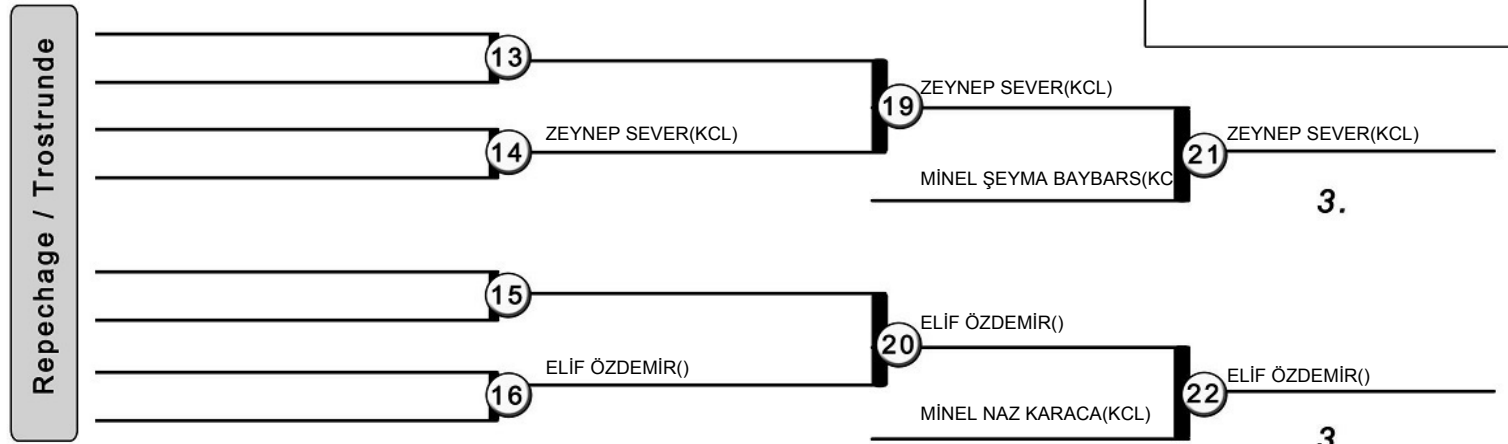 Repechage / Trostrunde
13
ZEYNEP SEVER(KCL)
19
14
ZEYNEP SEVER(KCL)
ZEYNEP SEVER(KCL)
21
MİNEL ŞEYMA BAYBARS(KC
3.
15
ELİF ÖZDEMİR()
20
ELİF ÖZDEMİR()
16
ELİF ÖZDEMİR()
22
MİNEL NAZ KARACA(KCL)
3